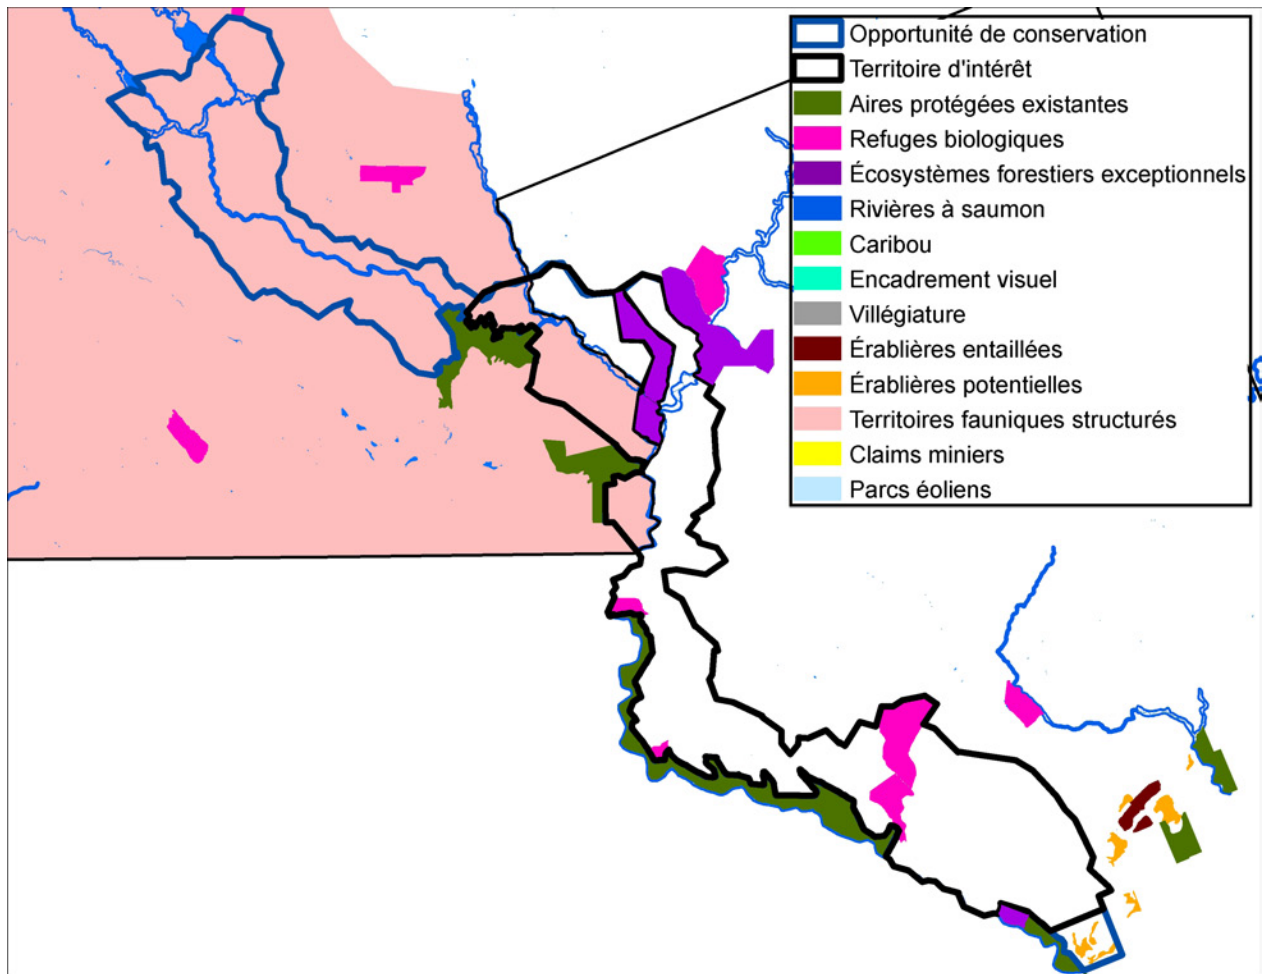 Opportunité de conservation
Territoire d'intérêt
Aires protégées existantes
Refuges biologiques
Écosystèmes forestiers exceptionnels
Rivières à saumon
Caribou
Encadrement visuel
Villégiature
Érablières entaillées
Érablières potentielles
Territoires fauniques structurés
Claims miniers
Parcs éoliens